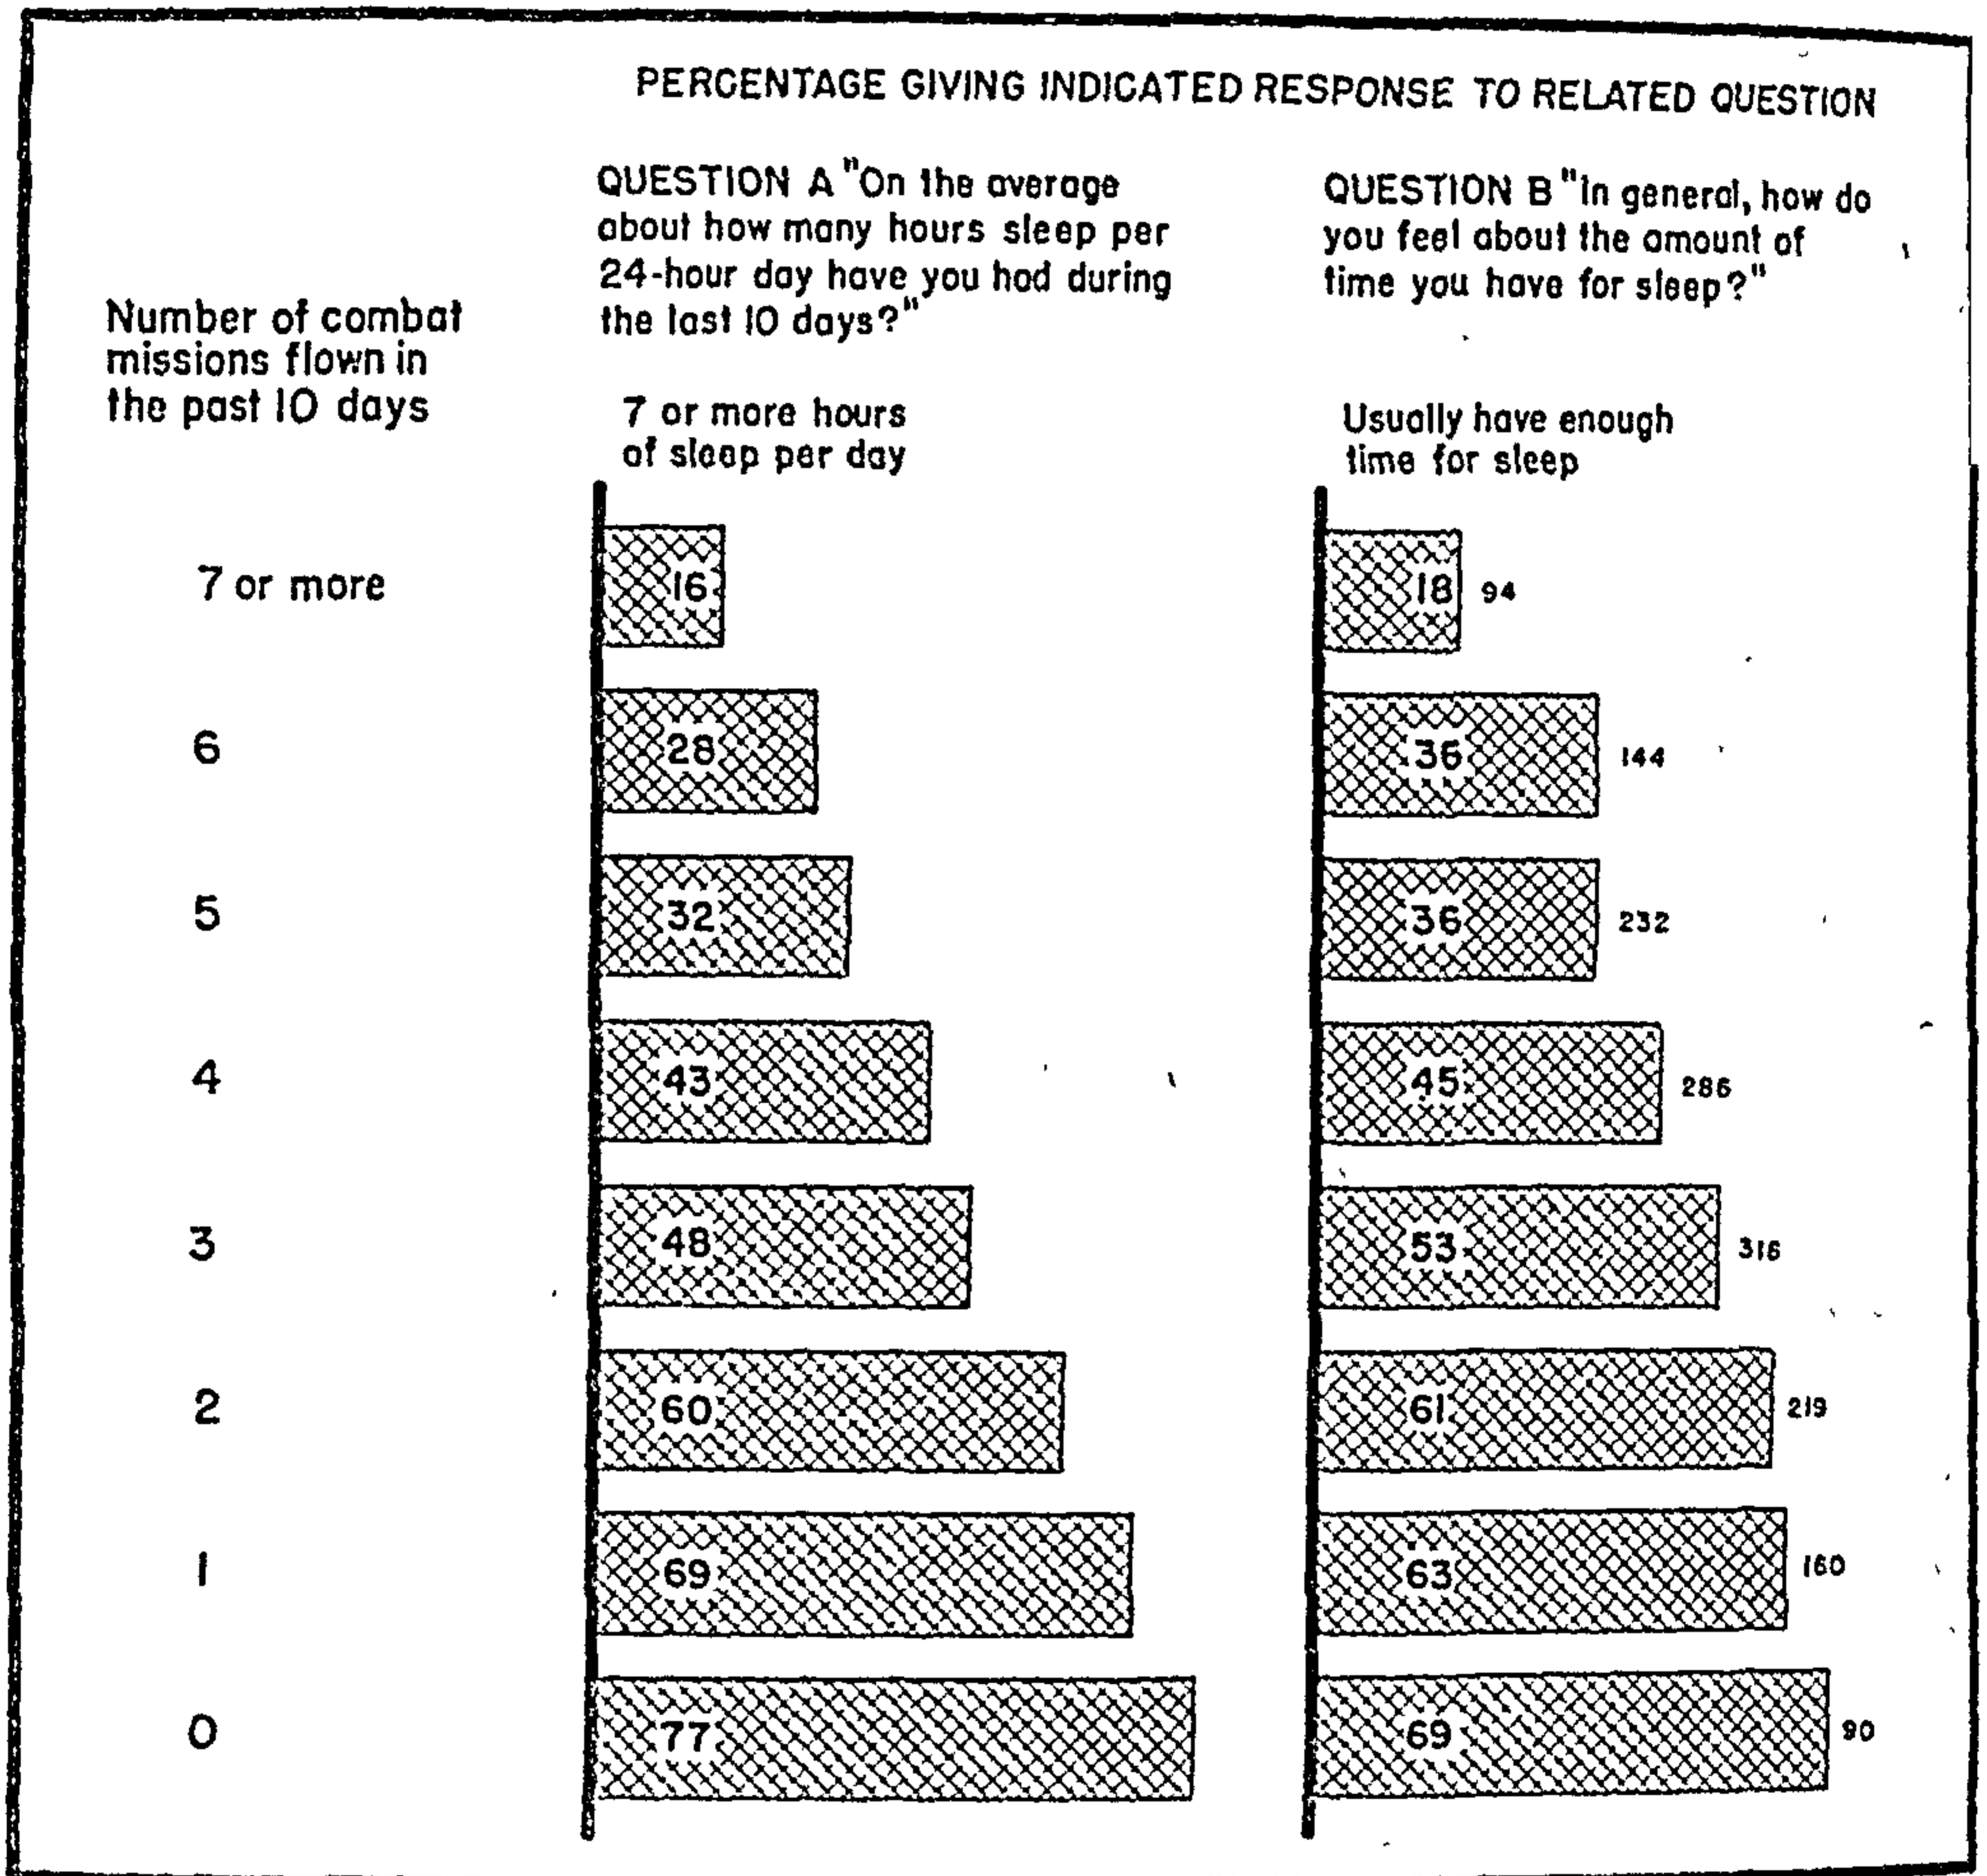 PERCENTAGE GIVING INDICATED RESPONSE TO RELATED QUESTION
QUESTION A "On the average
about how many hours sleep per
24-hour day have you had during
the last 10 days?"
QUESTION B "In general, how do
you feel about the amount of
time you have for sleep?"
Number of combat
missions flown in
the past 10 days
7 or more hours
of sleep per day
Usually have enough
time for sleep
7 or more 16 18 94
6 28 36 144
5 32 36 232
4 43 45 286
3 48 53 316
2 60 61 219
1 69 63 160
0 77 69 90